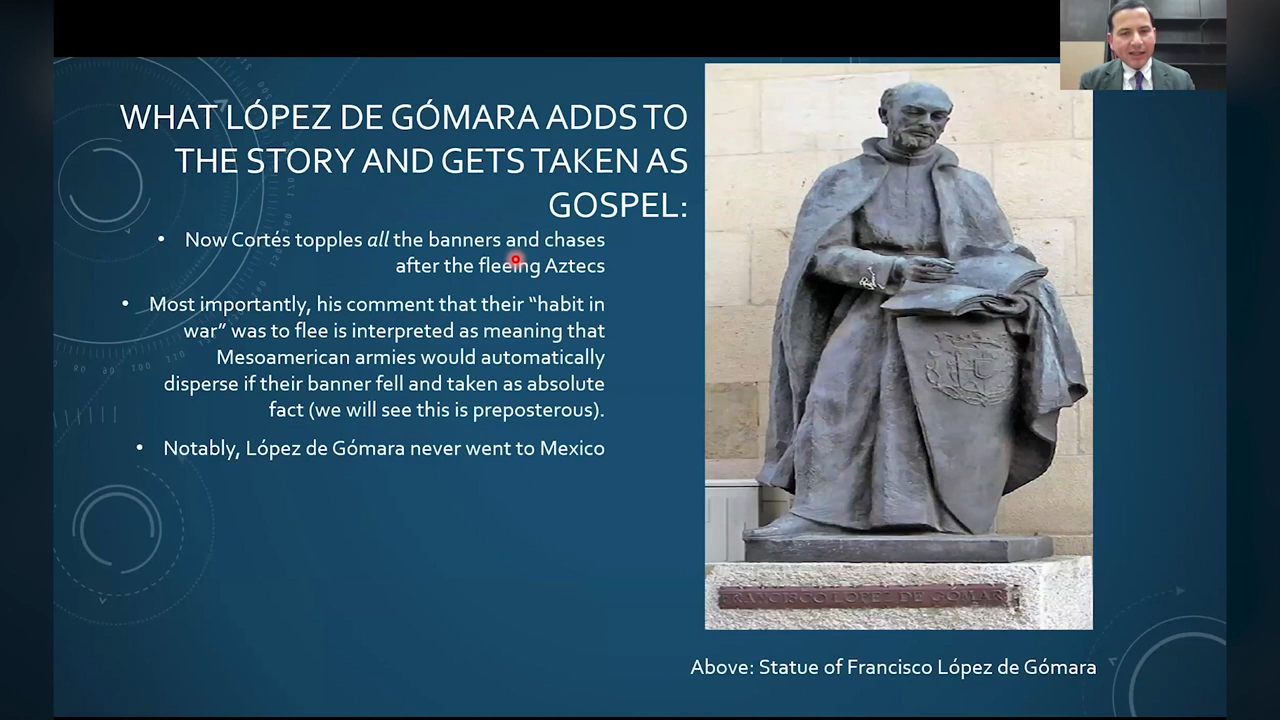 WHAT LÓPEZ DE GÓMARA ADDS TO
THE STORY AND GETS TAKEN AS
GOSPEL:
• Now Cortés topples all the banners and chases
after the fleeing Aztecs
• Most importantly, his comment that their “habit in
war” was to flee is interpreted as meaning that
Mesoamerican armies would automatically
disperse if their banner fell and taken as absolute
fact (we will see this is preposterous).
• Notably, López de Gómara never went to Mexico
FRANCISCO LOPEZ DE GOMAR
Above: Statue of Francisco López de Gómara